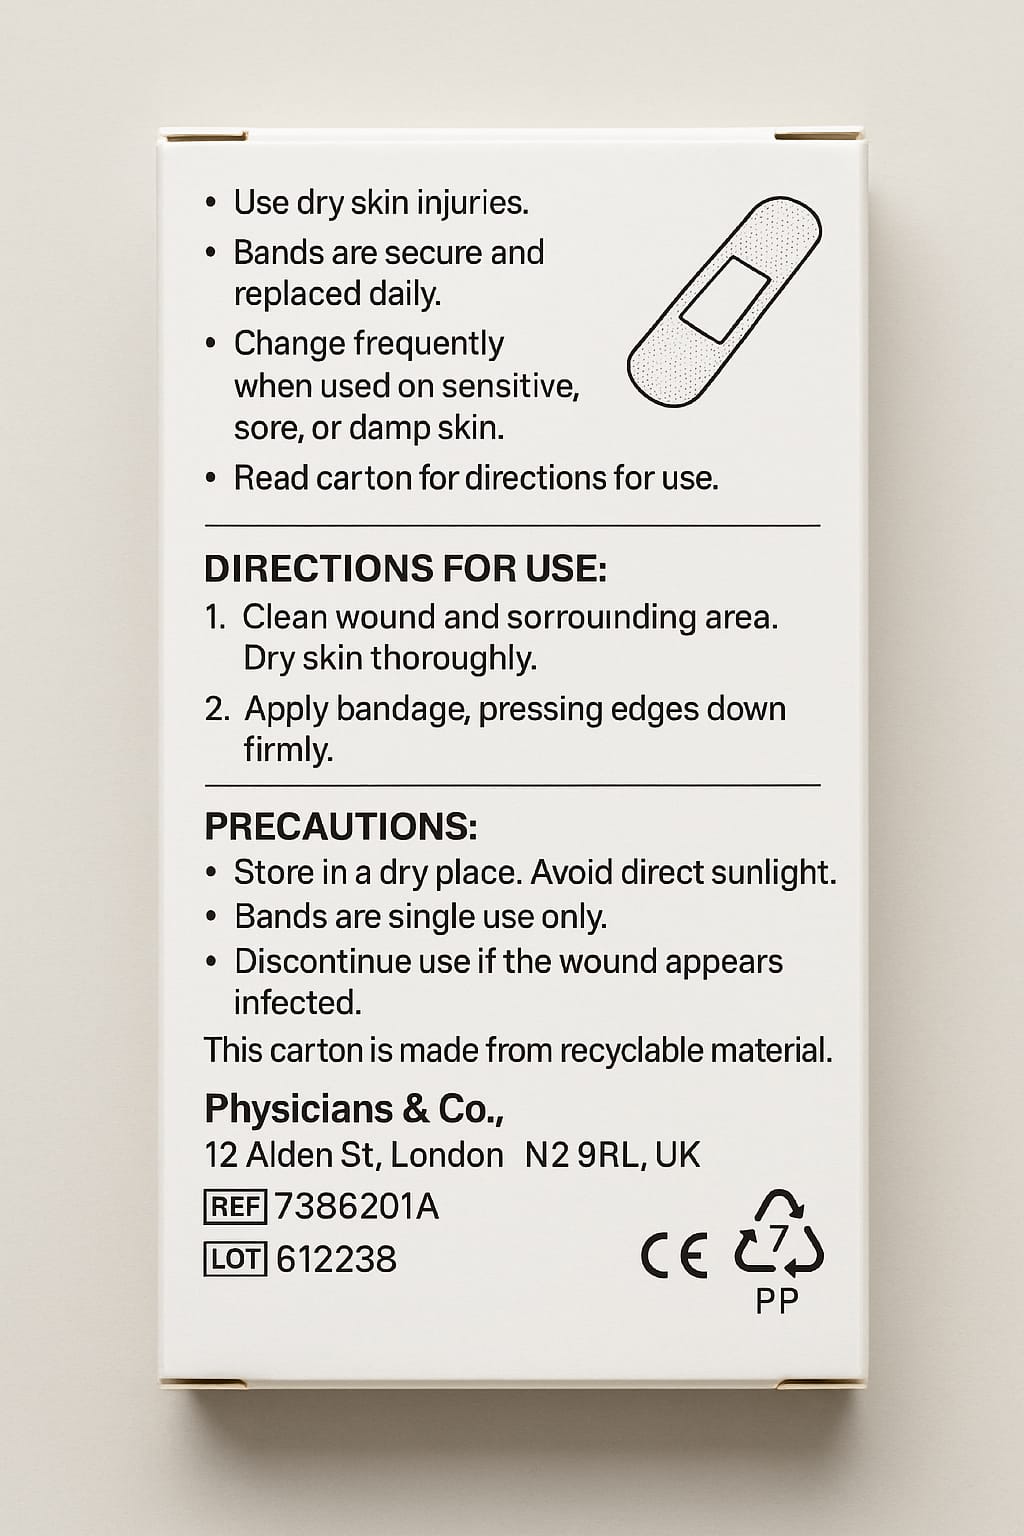 • Use dry skin injuries.
• Bands are secure and
replaced daily.
• Change frequently
when used on sensitive,
sore, or damp skin.
• Read carton for directions for use.
DIRECTIONS FOR USE:
1. Clean wound and sorrouınding area.
Dry skin thoroughly.
2. Apply bandage, pressing edges down
firmly.
PRECAUTIONS:
• Store in a dry place. Avoid direct sunlight.
• Bands are single use only.
• Discontinue use if the wound appears
infected.
This carton is made from recyclable material.
Physicians & Co.,
12 Alden St, London N2 9RL, UK
REF 7386201A
LOT 612238
CE 7
PP